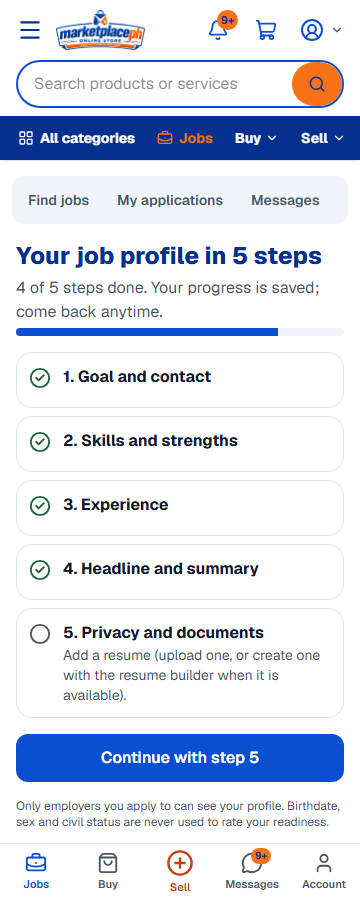 marketplaceph
ONLINE STORE
9+
Search products or services
All categories
Jobs
Buy
Sell
Find jobs
My applications
Messages
Your job profile in 5 steps
4 of 5 steps done. Your progress is saved;
come back anytime.
1. Goal and contact
2. Skills and strengths
3. Experience
4. Headline and summary
5. Privacy and documents
Add a resume (upload one, or create one
with the resume builder when it is
available).
Continue with step 5
Only employers you apply to can see your profile. Birthdate,
sex and civil status are never used to rate your readiness.
9+
Jobs
Buy
Sell
Messages
Account